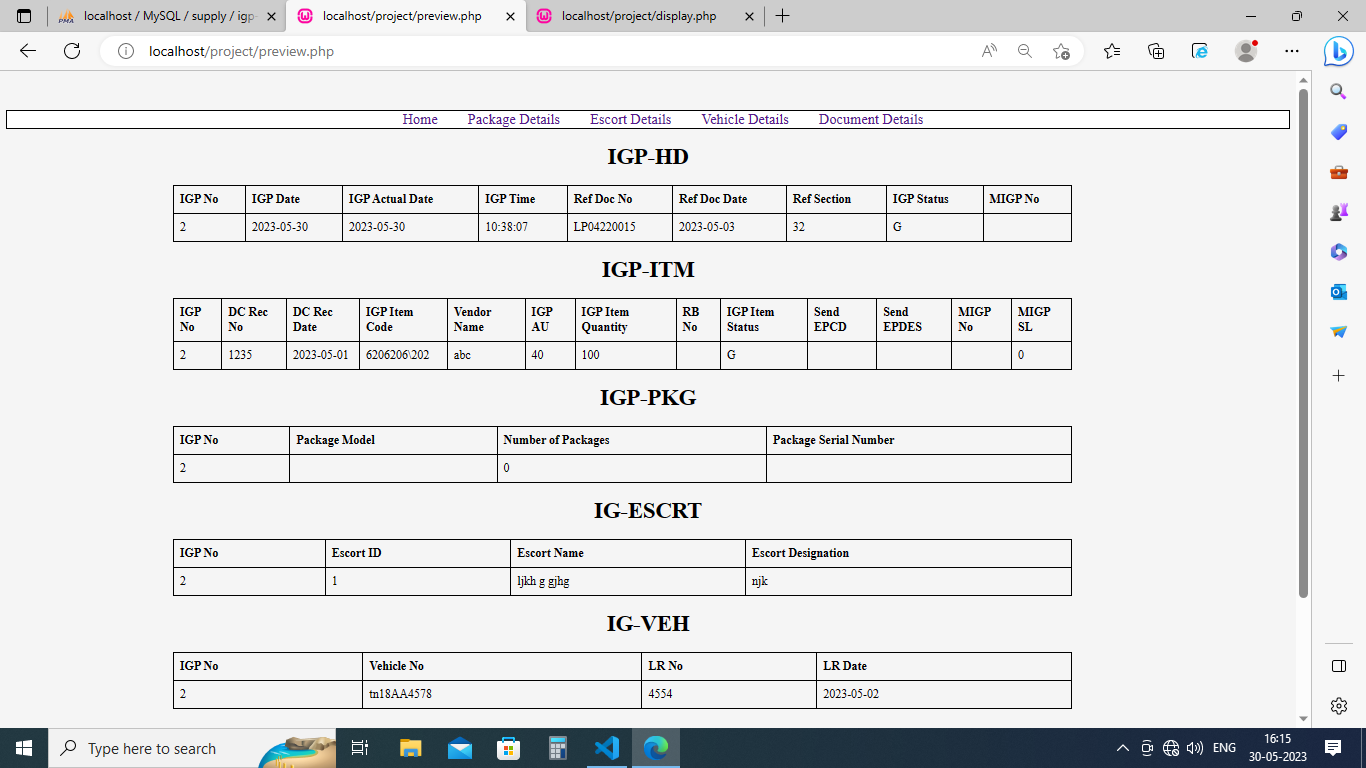 localhost / MySQL / supply / igp-
localhost/project/preview.php
localhost/project/display.php
localhost/project/preview.php
Home Package Details Escort Details Vehicle Details Document Details
IGP-HD
IGP No IGP Date IGP Actual Date IGP Time Ref Doc No Ref Doc Date Ref Section IGP Status MIGP No
2 2023-05-30 2023-05-30 10:38:07 LP04220015 2023-05-03 32 G
IGP-ITM
IGP No DC Rec No DC Rec Date IGP Item Code Vendor Name IGP AU IGP Item Quantity RB No IGP Item Status Send EPCD Send EPDES MIGP No MIGP SL
2 1235 2023-05-01 6206206\202 abc 40 100 G 0
IGP-PKG
IGP No Package Model Number of Packages Package Serial Number
2 0
IG-ESCRT
IGP No Escort ID Escort Name Escort Designation
2 1 ljkh g gjhg njk
IG-VEH
IGP No Vehicle No LR No LR Date
2 tn18AA4578 4554 2023-05-02
Type here to search
ENG
16:15
30-05-2023